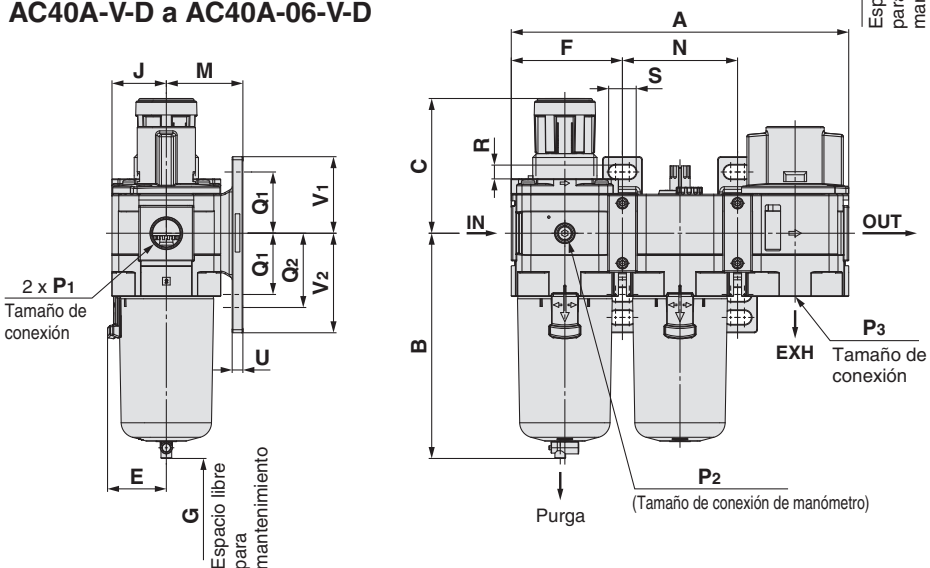 AC40A-V-D a AC40A-06-V-D
J
M
Q1
V1
Q1
Q2
V2
2 x P1
Tamaño de
conexión
U
E
G
Espacio libre
para
mantenimiento
A
F
N
S
R
C
IN
OUT
B
EXH
P3
Tamaño de
conexión
P2
(Tamaño de conexión de manómetro)
Purga
para